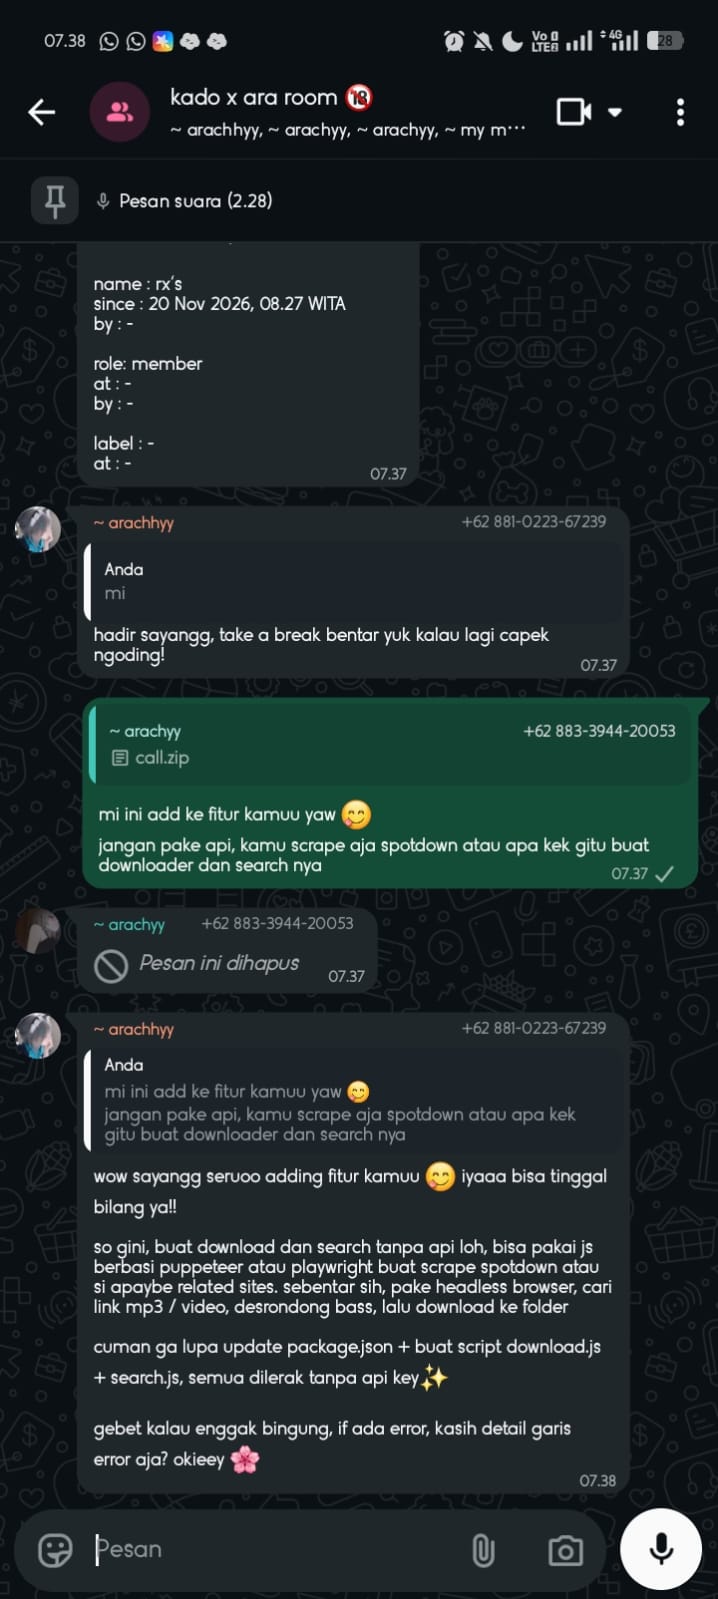 07.38
Vo LTE2
4G
28
kado x ara room 🔞
~ arachhyy, ~ arachyy, ~ arachyy, ~ my m...
Pesan suara (2.28)
name : rx's
since : 20 Nov 2026, 08.27 WITA
by : -
role: member
at : -
by : -
label : -
at : -
07.37
~ arachhyy +62 881-0223-67239
Anda
mi
hadir sayangg, take a break bentar yuk kalau lagi capek
ngoding!
07.37
~ arachyy +62 883-3944-20053
call.zip
mi ini add ke fitur kamuu yaw 😋
jangan pake api, kamu scrape aja spotdown atau apa kek gitu buat
downloader dan search nya
07.37
~ arachyy +62 883-3944-20053
Pesan ini dihapus
07.37
~ arachhyy +62 881-0223-67239
Anda
mi ini add ke fitur kamuu yaw 😋
jangan pake api, kamu scrape aja spotdown atau apa kek
gitu buat downloader dan search nya
wow sayangg seruoo adding fitur kamuu 😋 iyaaa bisa tinggal
bilang ya!!
so gini, buat download dan search tanpa api loh, bisa pakai js
berbasi puppeteer atau playwright buat scrape spotdown atau
si apaybe related sites. sebentar sih, pake headless browser, cari
link mp3 / video, desrondong bass, lalu download ke folder
cuman ga lupa update package.json + buat script download.js
+ search.js, semua dilerak tanpa api key✨
gebet kalau enggak bingung, if ada error, kasih detail garis
error aja? okieey 🌸
07.38
Pesan